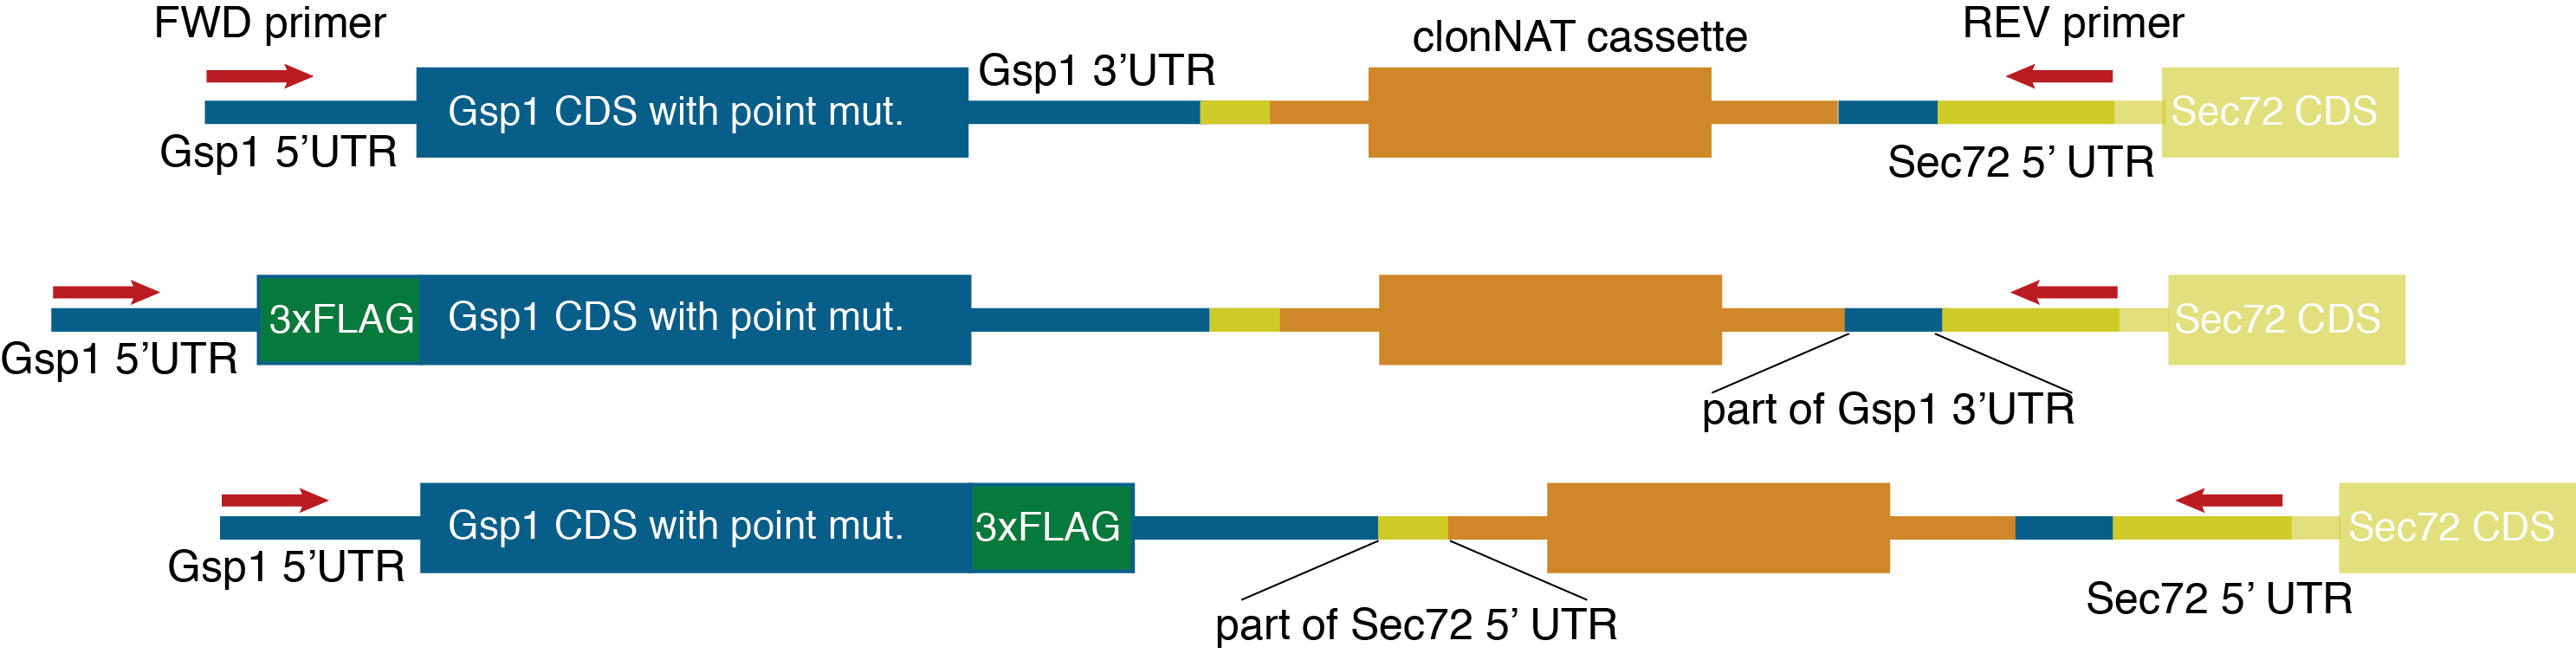 FWD primer
REV primer
clonNAT cassette
Gsp1 3’UTR
Gsp1 CDS with point mut.
Sec72 CDS
Gsp1 5’UTR
Sec72 5’ UTR
3xFLAG
Gsp1 CDS with point mut.
Sec72 CDS
Gsp1 5’UTR
part of Gsp1 3’UTR
Gsp1 CDS with point mut.
3xFLAG
Sec72 CDS
Gsp1 5’UTR
Sec72 5’ UTR
part of Sec72 5’ UTR